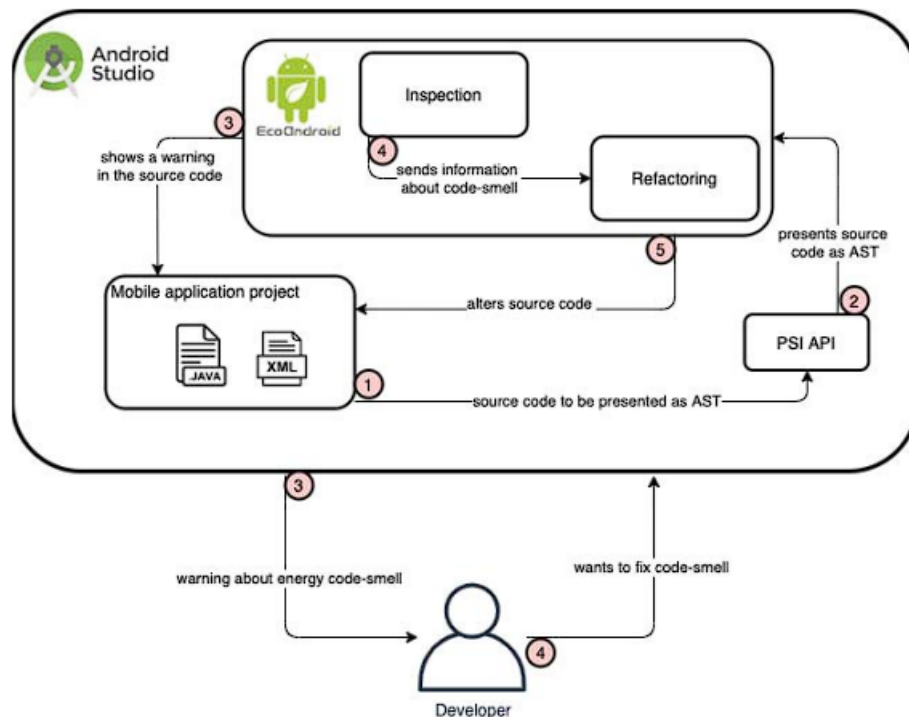 Android
Studio
EcoAndroid
Inspection
3
4
shows a warning
in the source code
sends information
about code-smell
Refactoring
presents source
code as AST
5
Mobile application project
alters source code
2
PSI API
.JAVA
XML
1
source code to be presented as AST
3
warning about energy code-smell
wants to fix code-smell
4
Developer